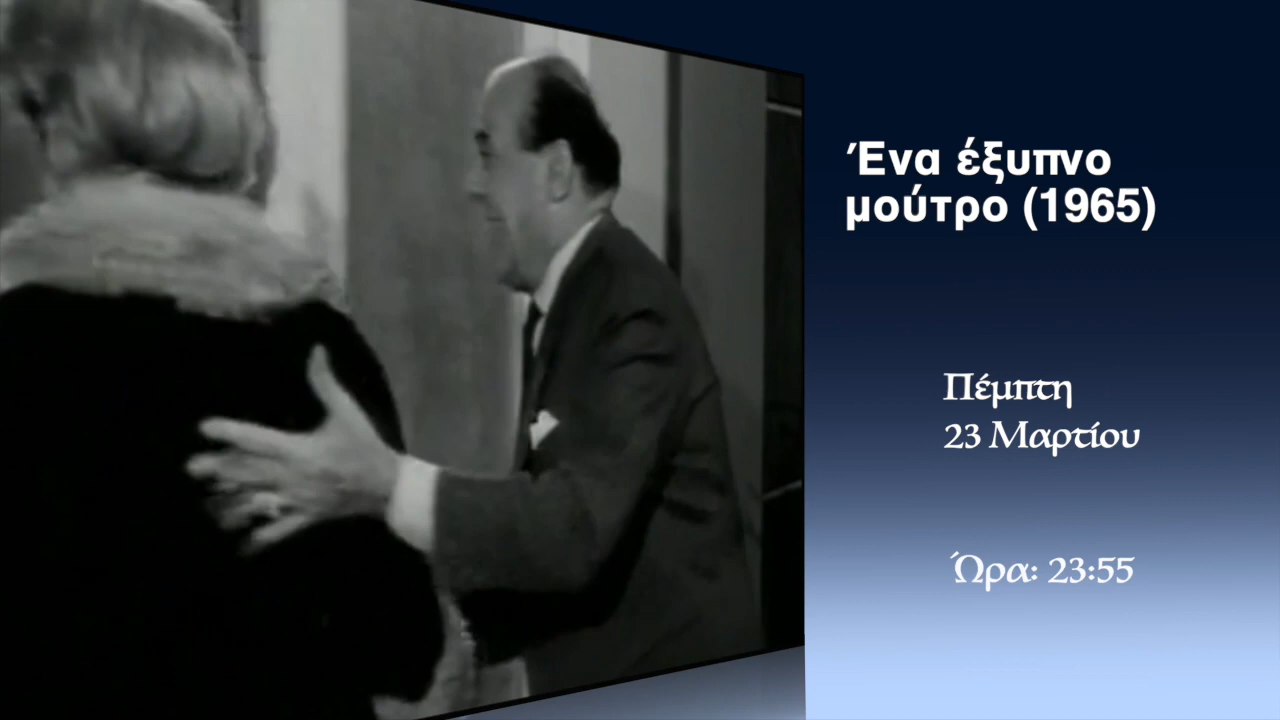 Ένα έξυπνο
μούτρο (1965)
Πέμπτη
23 Μαρτίου
Ώρα: 23:55